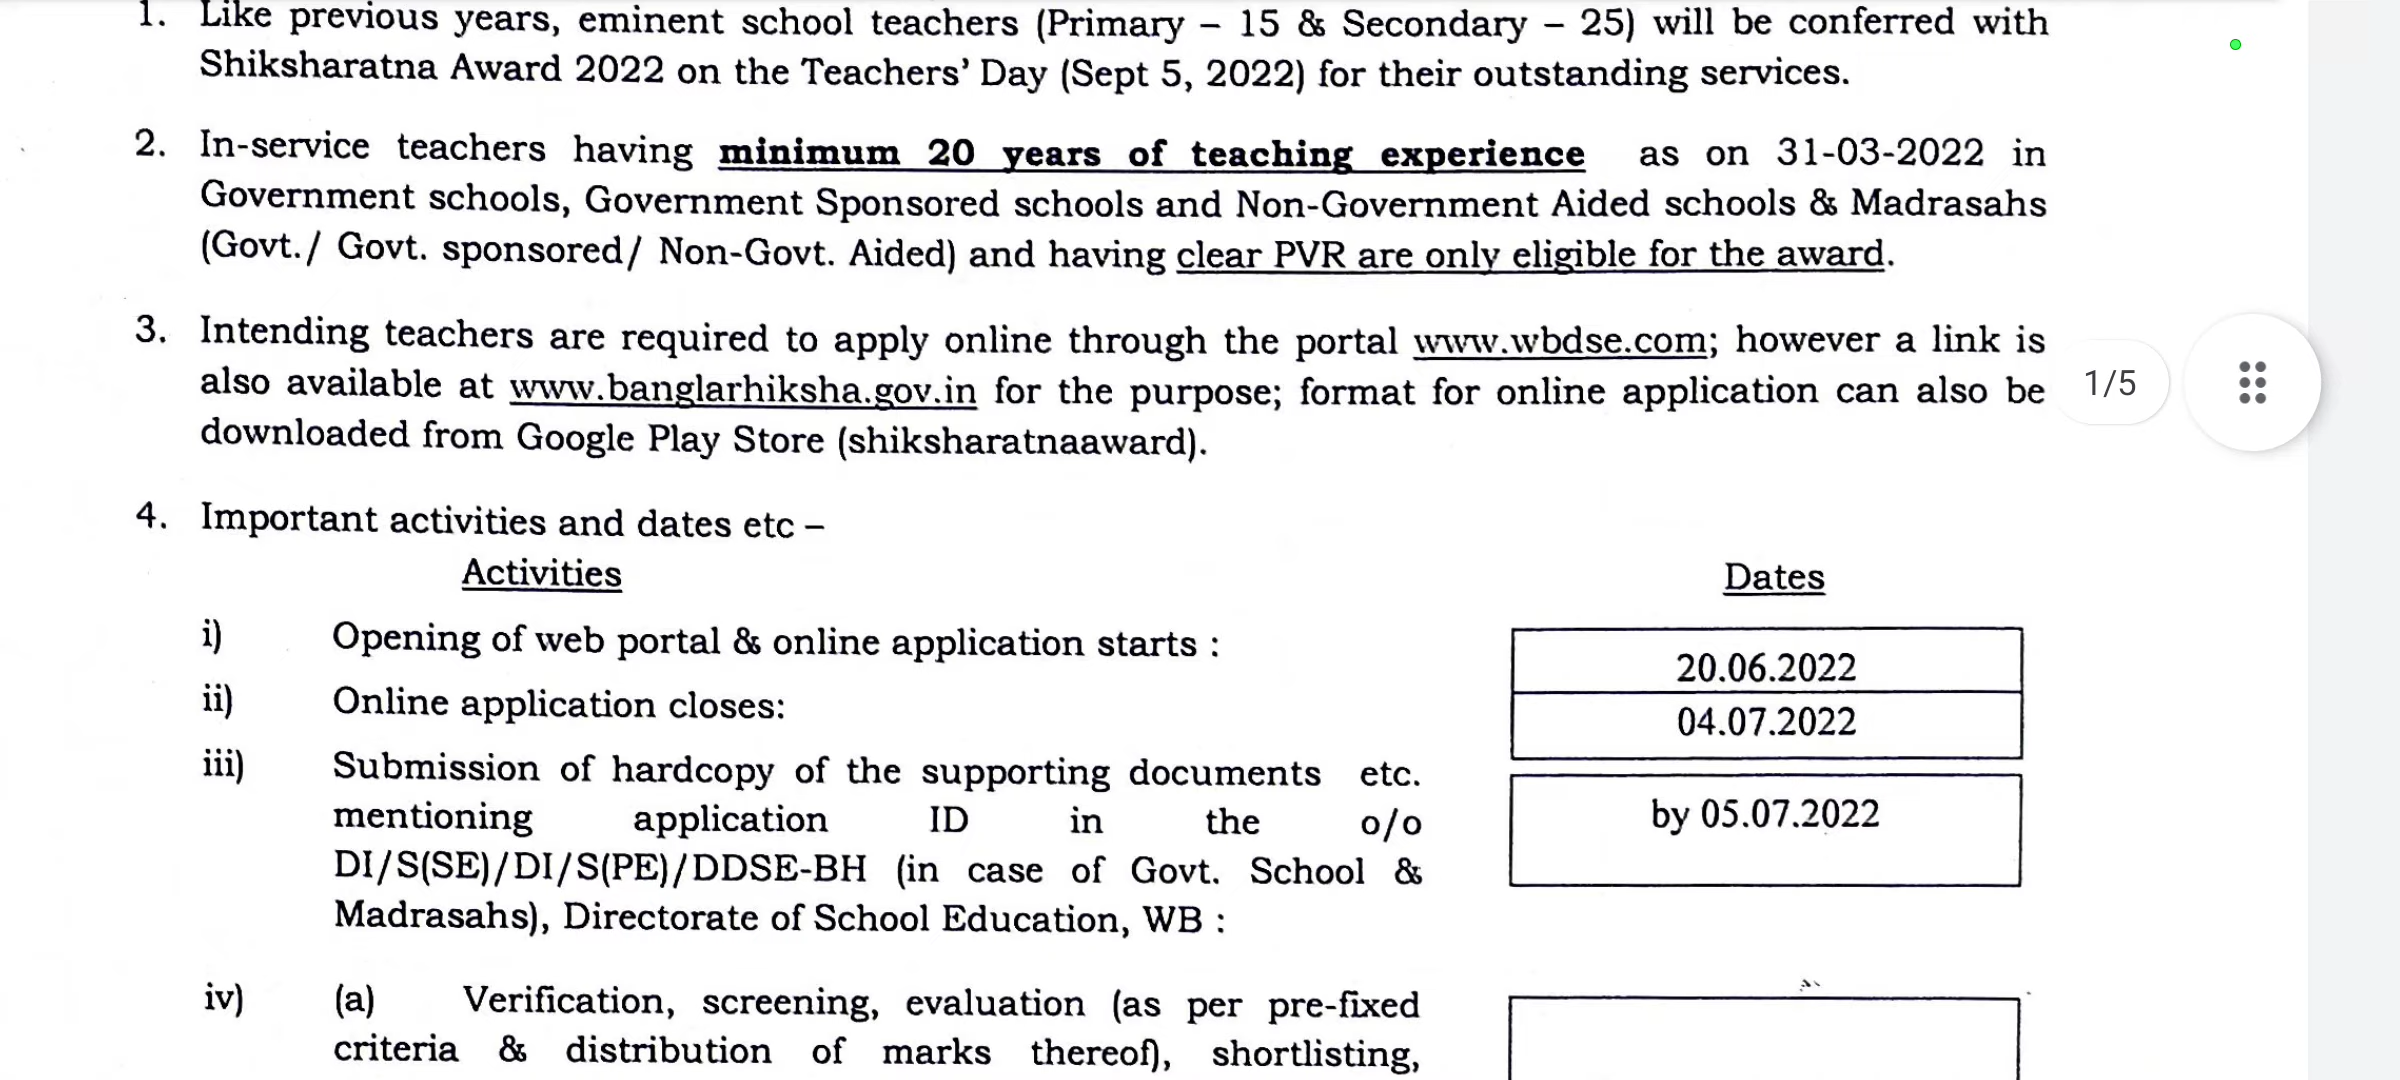 1. Like previous years, eminent school teachers (Primary – 15 & Secondary – 25) will be conferred with
Shiksharatna Award 2022 on the Teachers’ Day (Sept 5, 2022) for their outstanding services.
2. In-service teachers having minimum 20 years of teaching experience as on 31-03-2022 in
Government schools, Government Sponsored schools and Non-Government Aided schools & Madrasahs
(Govt./ Govt. sponsored/ Non-Govt. Aided) and having clear PVR are only eligible for the award.
3. Intending teachers are required to apply online through the portal www.wbdse.com; however a link is
also available at www.banglarhiksha.gov.in for the purpose; format for online application can also be
1/5
downloaded from Google Play Store (shiksharatnaaward).
4. Important activities and dates etc –
Activities Dates
i) Opening of web portal & online application starts : 20.06.2022
ii) Online application closes: 04.07.2022
iii) Submission of hardcopy of the supporting documents etc.
mentioning application ID in the o/o by 05.07.2022
DI/S(SE)/DI/S(PE)/DDSE-BH (in case of Govt. School &
Madrasahs), Directorate of School Education, WB :
iv) (a) Verification, screening, evaluation (as per pre-fixed
criteria & distribution of marks thereof), shortlisting,